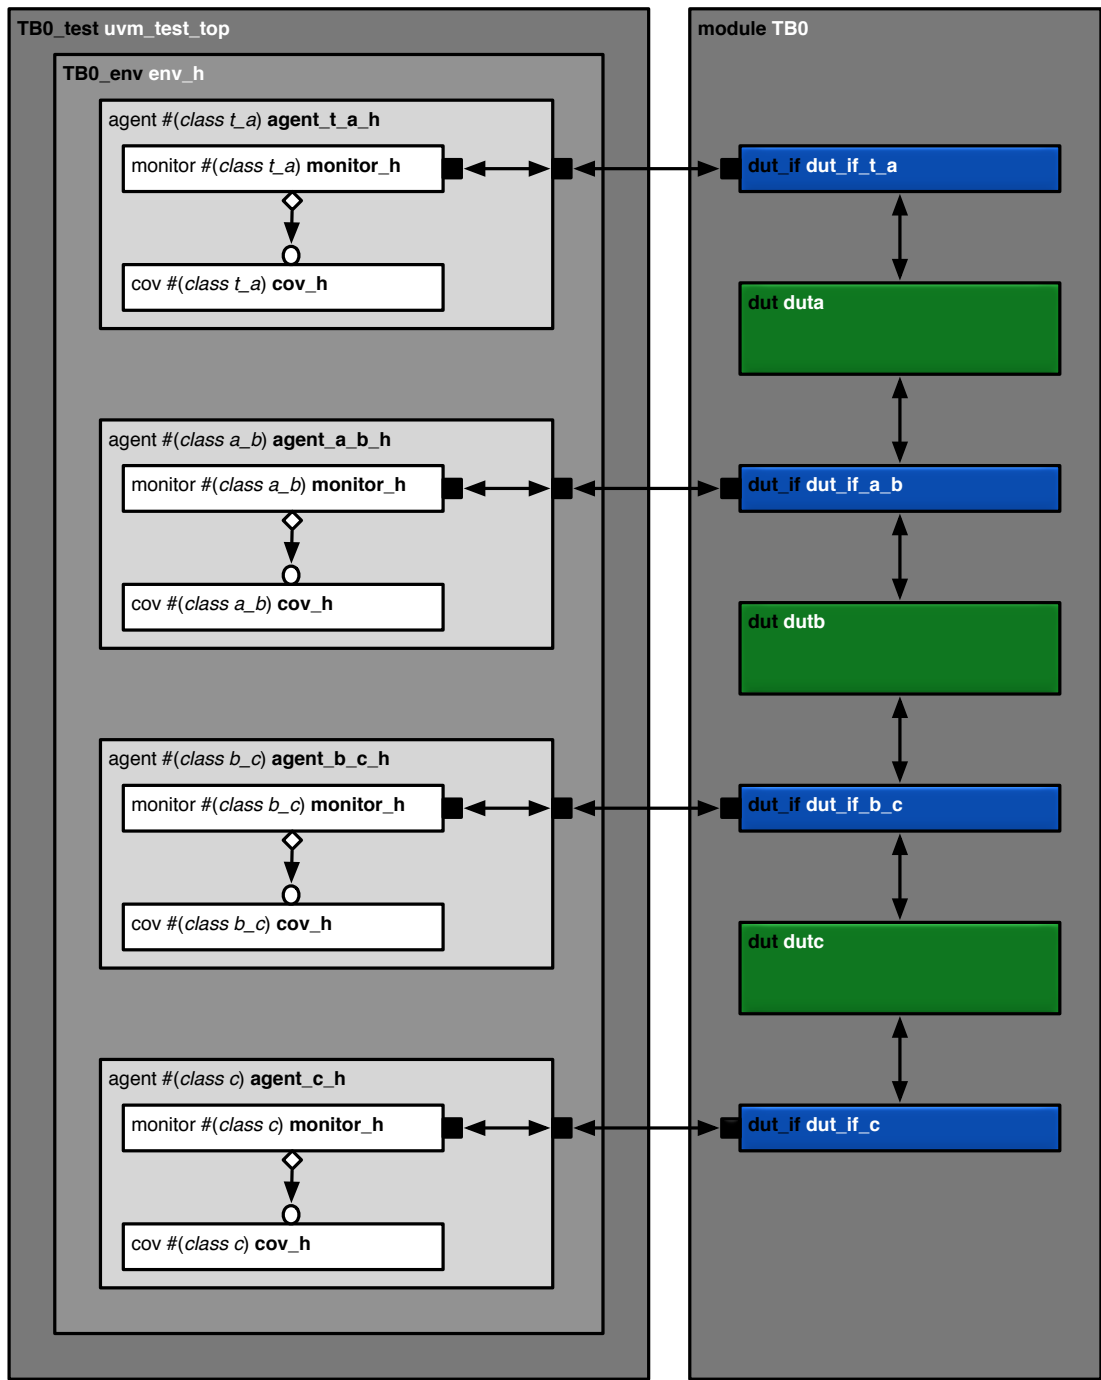 TB0_test uvm_test_top
TB0_env env_h
agent #(class t_a) agent_t_a_h
monitor #(class t_a) monitor_h
cov #(class t_a) cov_h
agent #(class a_b) agent_a_b_h
monitor #(class a_b) monitor_h
cov #(class a_b) cov_h
agent #(class b_c) agent_b_c_h
monitor #(class b_c) monitor_h
cov #(class b_c) cov_h
agent #(class c) agent_c_h
monitor #(class c) monitor_h
cov #(class c) cov_h
module TB0
dut_if dut_if_t_a
dut duta
dut_if dut_if_a_b
dut dutb
dut_if dut_if_b_c
dut dutc
dut_if dut_if_c